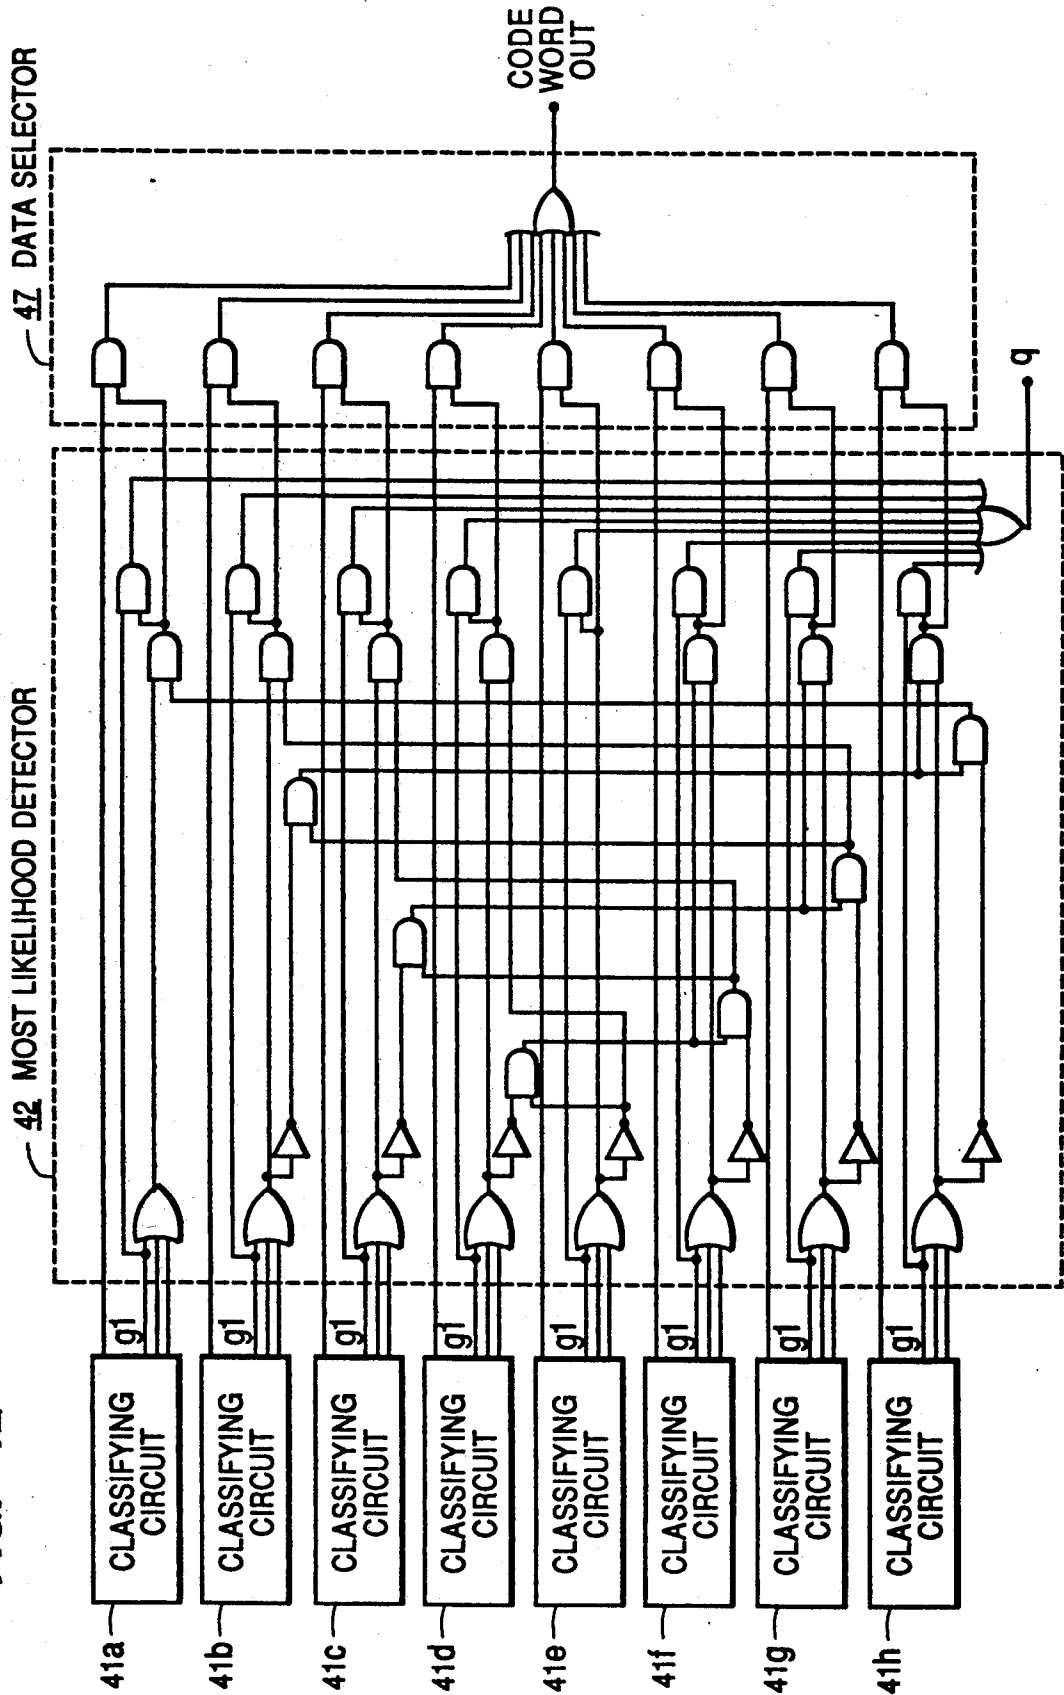 42 MOST LIKELIHOOD DETECTOR
47 DATA SELECTOR
41a
CLASSIFYING
CIRCUIT
g1
41b
CLASSIFYING
CIRCUIT
g1
41c
CLASSIFYING
CIRCUIT
g1
41d
CLASSIFYING
CIRCUIT
g1
41e
CLASSIFYING
CIRCUIT
g1
41f
CLASSIFYING
CIRCUIT
g1
41g
CLASSIFYING
CIRCUIT
g1
41h
CLASSIFYING
CIRCUIT
g1
CODE
WORD
OUT
q